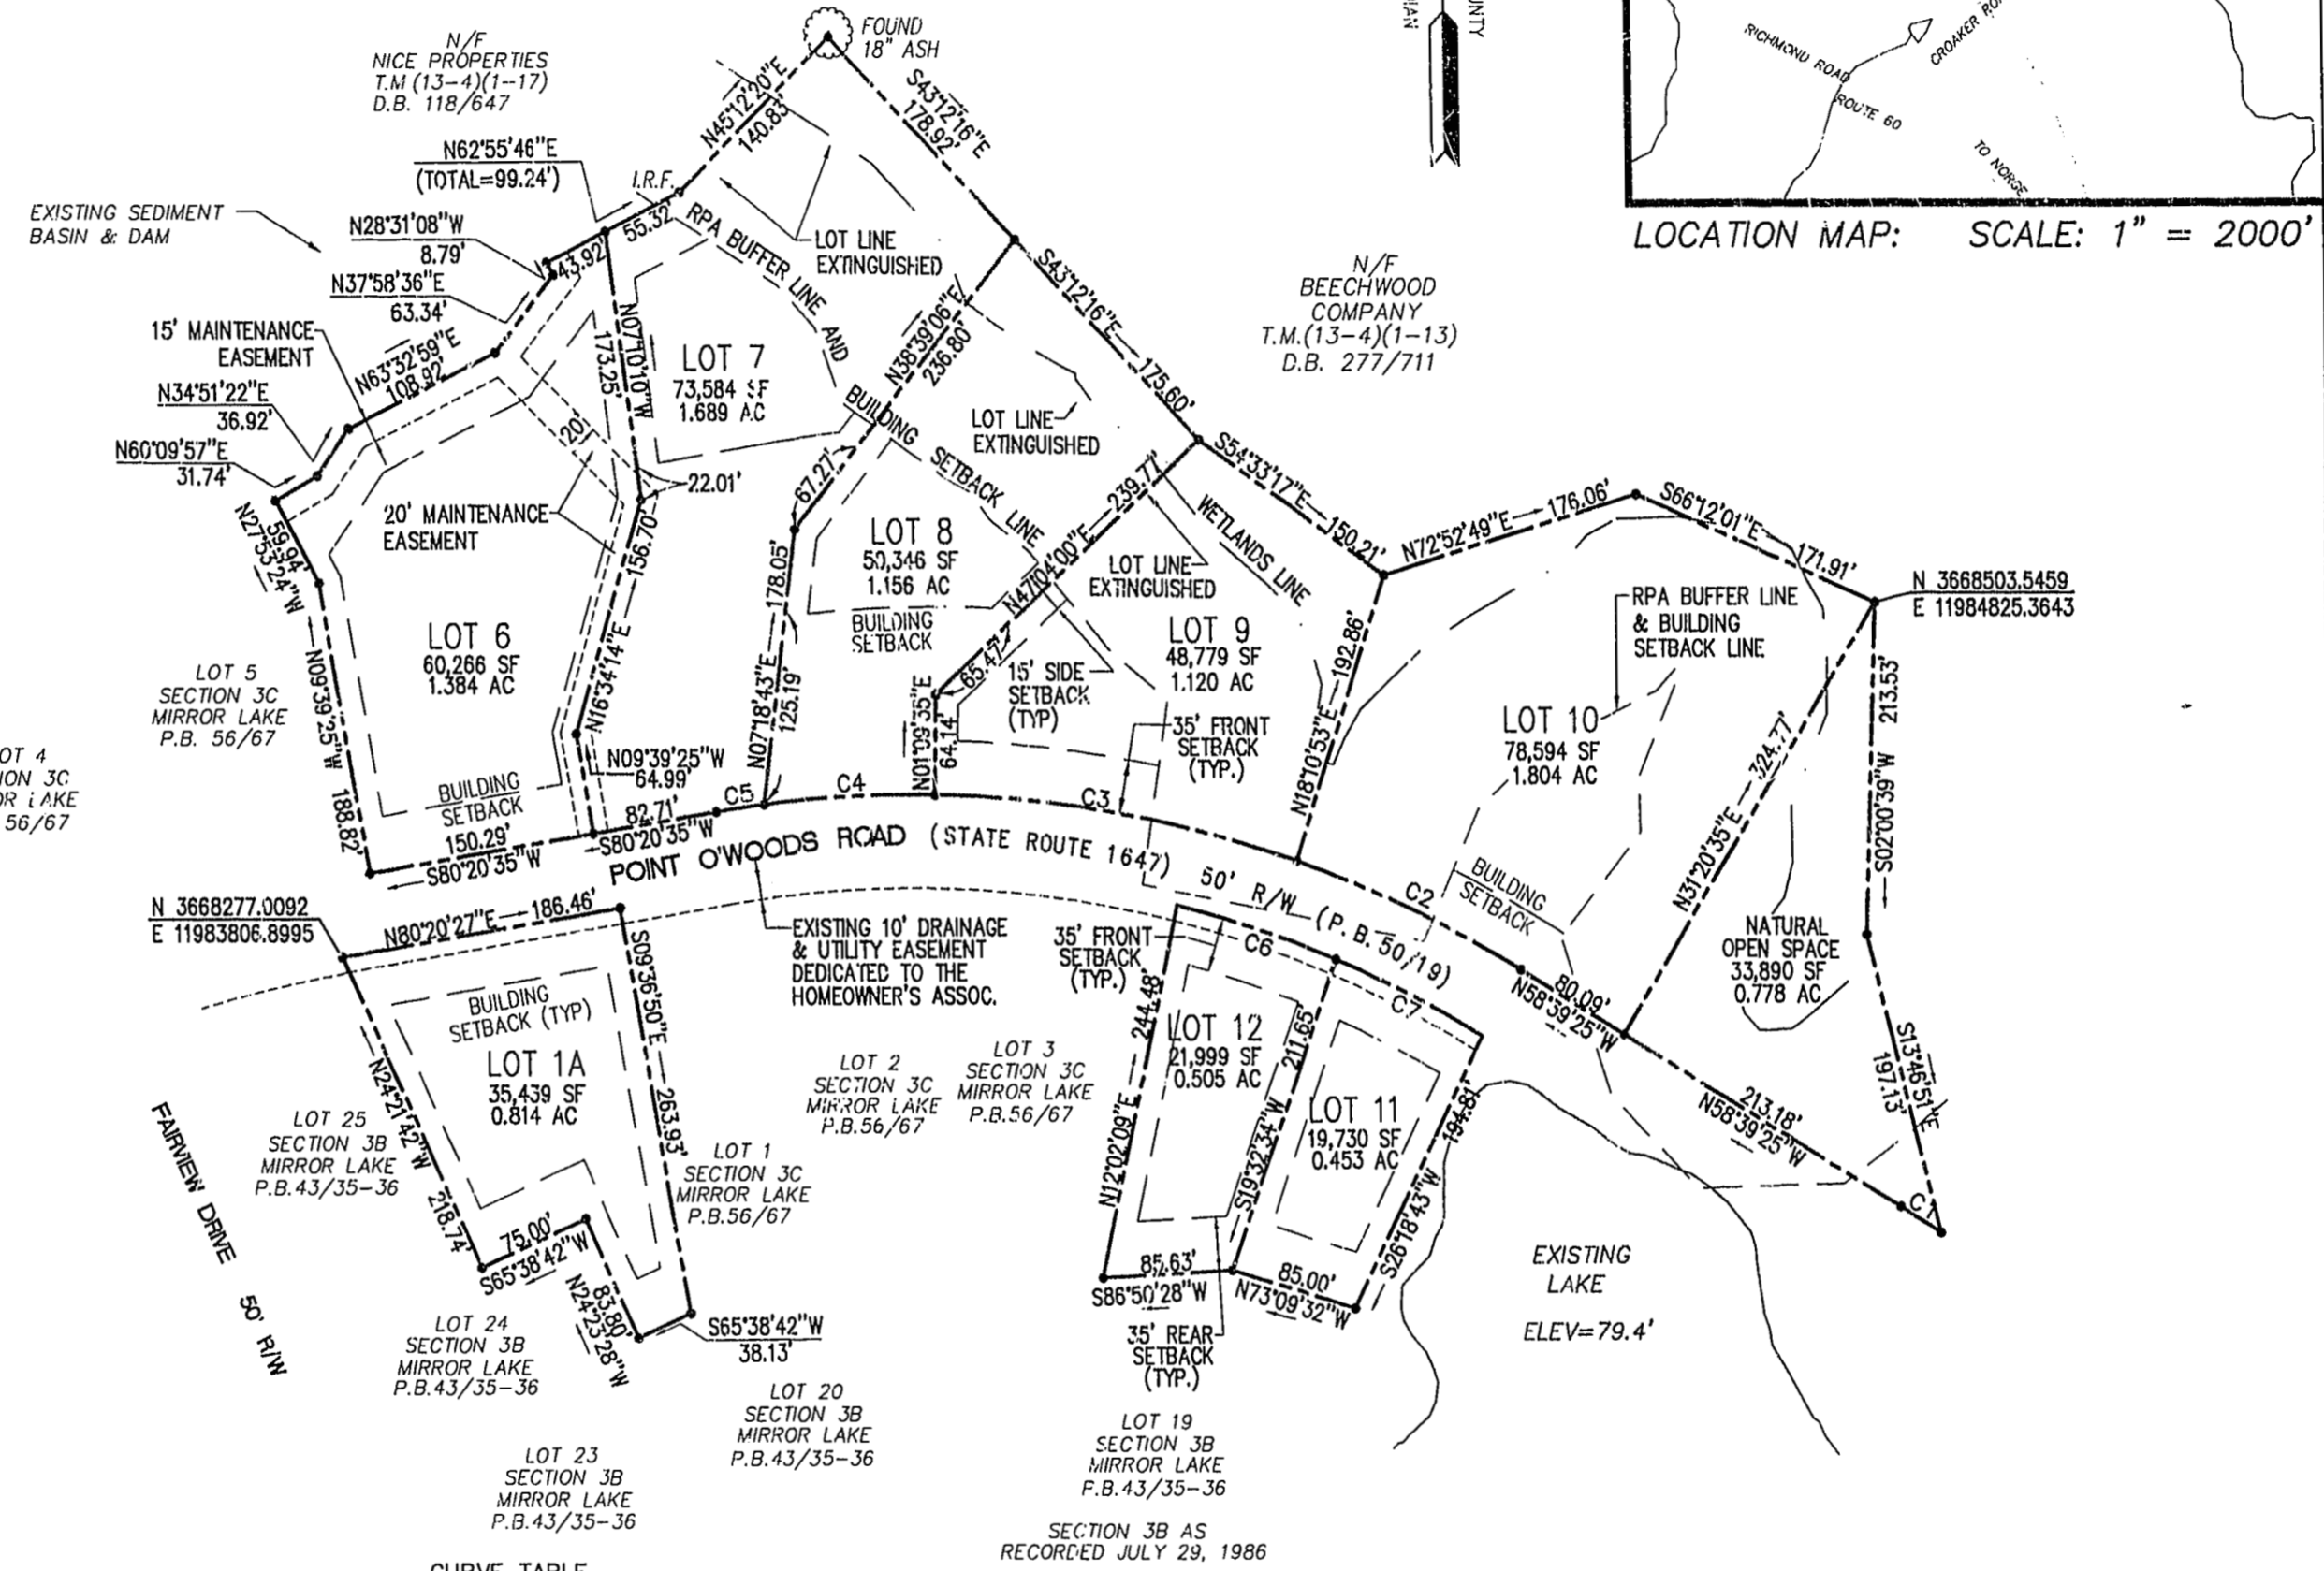 N/F
NICE PROPERTIES
T.M (13-4)(1-17)
D.B. 118/647
FOUND
18" ASH
N45°12'20"E
140.83'
S43°12'16"E
178.92'
N62°55'46"E
(TOTAL=99.24')
I.R.F.
55.32'
43.92'
EXISTING SEDIMENT
BASIN & DAM
N28°31'08"W
8.79'
N37°58'36"E
63.34'
15' MAINTENANCE
EASEMENT
N63°32'59"E
108.92'
N34°51'22"E
36.92'
N60°09'57"E
31.74'
N27°53'24"W
59.94'
RPA BUFFER LINE AND
BUILDING SETBACK LINE
LOT LINE
EXTINGUISHED
N07°10'10"W
173.25'
LOT 7
73,584 SF
1.689 AC
20'
22.01'
20' MAINTENANCE
EASEMENT
N38°39'06"E
236.80'
67.27'
S43°12'16"E 175.60'
N/F
BEECHWOOD
COMPANY
T.M.(13-4)(1-13)
D.B. 277/711
LOT LINE
EXTINGUISHED
RICHMOND ROAD
ROUTE 60
CROAKER
TO NORGE
LOCATION MAP: SCALE: 1" = 2000'
S54°33'17"E 150.21'
N72°52'49"E 176.06'
S66°12'01"E 171.91'
N 3668503.5459
E 11984825.3643
LOT 8
50,346 SF
1.156 AC
BUILDING
SETBACK
N47°04'00"E 239.77'
65.47'
WETLANDS LINE
LOT LINE
EXTINGUISHED
LOT 9
48,779 SF
1.120 AC
15' SIDE
SETBACK
(TYP)
35' FRONT
SETBACK
(TYP.)
N18°10'53"E 192.86'
RPA BUFFER LINE
& BUILDING
SETBACK LINE
LOT 10
78,594 SF
1.804 AC
213.53'
S02°00'39"W
N31°20'35"E 324.77'
LOT 6
60,266 SF
1.384 AC
N16°34'14"E 156.70'
N07°18'43"E 178.05'
125.19'
N01°50'35"E
64.14'
LOT 5
SECTION 3C
MIRROR LAKE
P.B. 56/67
N09°39'25"W 188.82'
BUILDING
SETBACK
N09°39'25"W
64.99'
82.71'
S80°20'35"W
150.29'
S80°20'35"W
C5
C4
C3
C2
POINT O'WOODS ROAD (STATE ROUTE 1647)
50' R/W (P.B.50/19)
BUILDING
SETBACK
80.09'
N58°39'25"W
NATURAL
OPEN SPACE
33,890 SF
0.778 AC
S13°46'51"E
197.13'
213.18'
N58°39'25"W
C1
N 3668277.0092
E 11983806.8995
N80°20'27"E 186.46'
BUILDING
SETBACK (TYP)
LOT 1A
35,439 SF
0.814 AC
S09°36'50"E 263.93'
N24°21'42"W 218.74'
75.00'
S65°38'42"W
83.80'
N24°23'28"W
S65°38'42"W
38.13'
EXISTING 10' DRAINAGE
& UTILITY EASEMENT
DEDICATED TO THE
HOMEOWNER'S ASSOC.
35' FRONT
SETBACK
(TYP.)
C6
C7
N12°02'09"E 244.48'
LOT 12
21,999 SF
0.505 AC
S19°32'34"W 211.65'
LOT 11
19,730 SF
0.453 AC
S26°18'43"W 194.81'
85.63'
S86°50'28"W
85.00'
N73°09'32"W
35' REAR
SETBACK
(TYP.)
LOT 25
SECTION 3B
MIRROR LAKE
P.B.43/35-36
FAIRVIEW DRIVE 50' R/W
LOT 2
SECTION 3C
MIRROR LAKE
P.B.56/67
LOT 3
SECTION 3C
MIRROR LAKE
P.B.56/67
LOT 1
SECTION 3C
MIRROR LAKE
P.B.56/67
EXISTING
LAKE
ELEV=79.4'
LOT 24
SECTION 3B
MIRROR LAKE
P.B.43/35-36
LOT 20
SECTION 3B
MIRROR LAKE
P.B.43/35-36
LOT 23
SECTION 3B
MIRROR LAKE
P.B.43/35-36
LOT 19
SECTION 3B
MIRROR LAKE
P.B.43/35-36
SECTION 3B AS
RECORDED JULY 29, 1986
CURVE TABLE